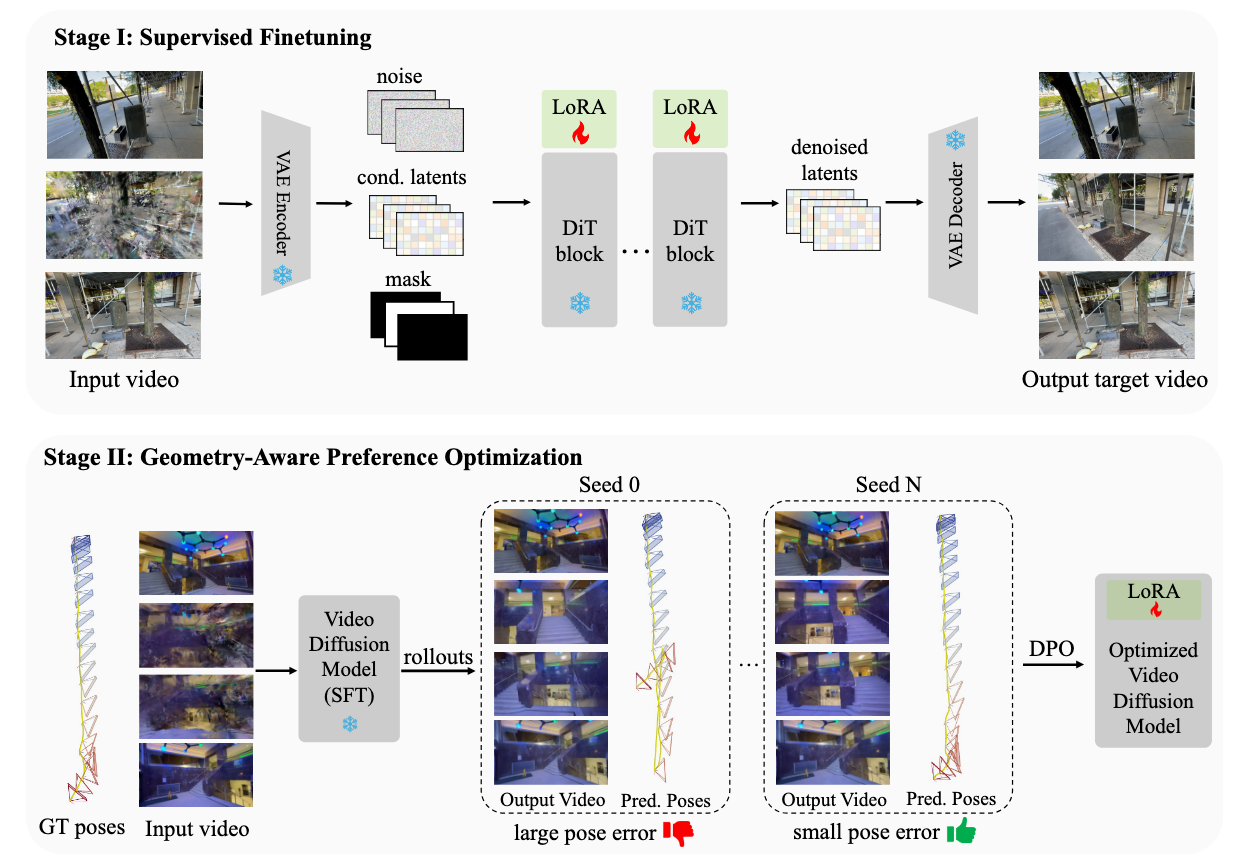 Stage I: Supervised Finetuning
noise
LoRA
LoRA
VAE Encoder
cond. latents
denoised
latents
VAE Decoder
DiT
block
...
DiT
block
mask
Input video
Output target video
Stage II: Geometry-Aware Preference Optimization
Seed 0
Seed N
Video
Diffusion
Model
(SFT)
rollouts
...
DPO
LoRA
Optimized
Video
Diffusion
Model
Output Video
Pred. Poses
Output Video
Pred. Poses
GT poses
Input video
large pose error
small pose error